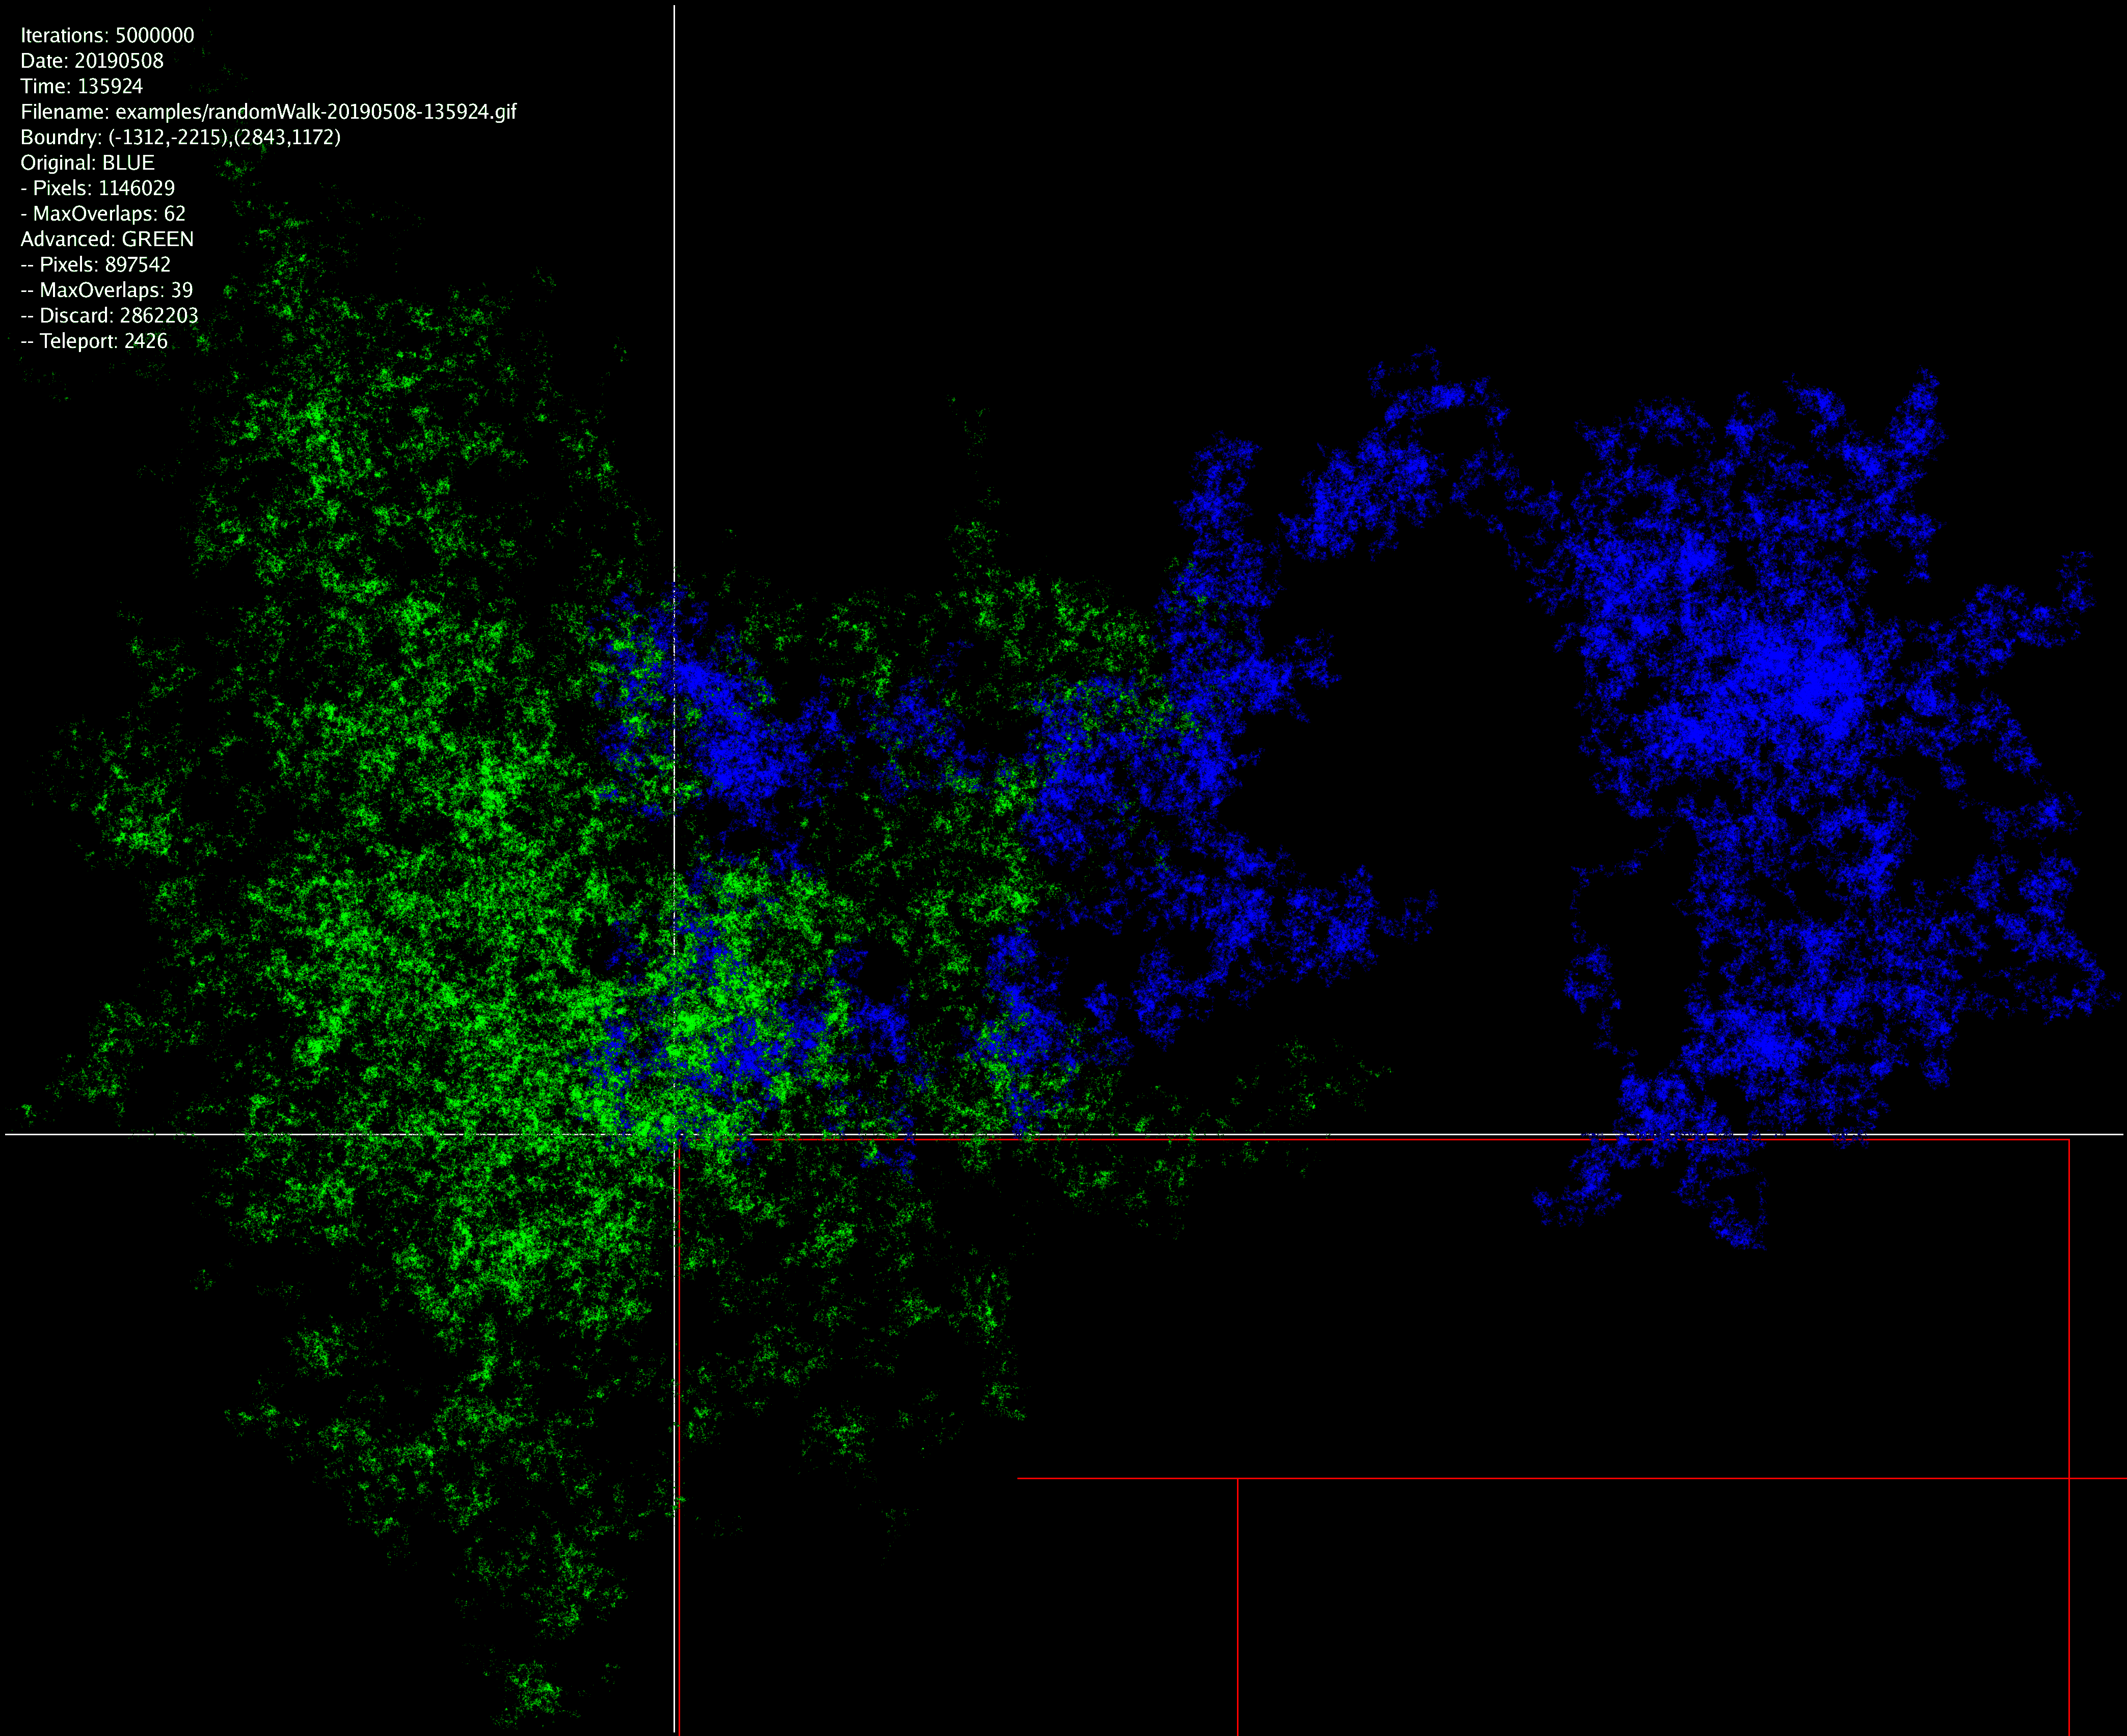 Iterations: 5000000
Date: 20190508
Time: 135924
Filename: examples/randomWalk-20190508-135924.gif
Boundry: (-1312,-2215),(2843,1172)
Original: BLUE
- Pixels: 1146029
- MaxOverlaps: 62
Advanced: GREEN
-- Pixels: 897542
-- MaxOverlaps: 39
-- Discard: 2862203
-- Teleport: 2426